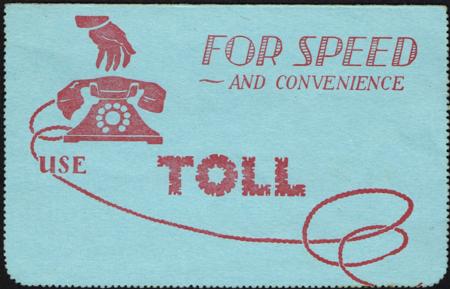 FOR SPEED
~ AND CONVENIENCE
USE TOLL